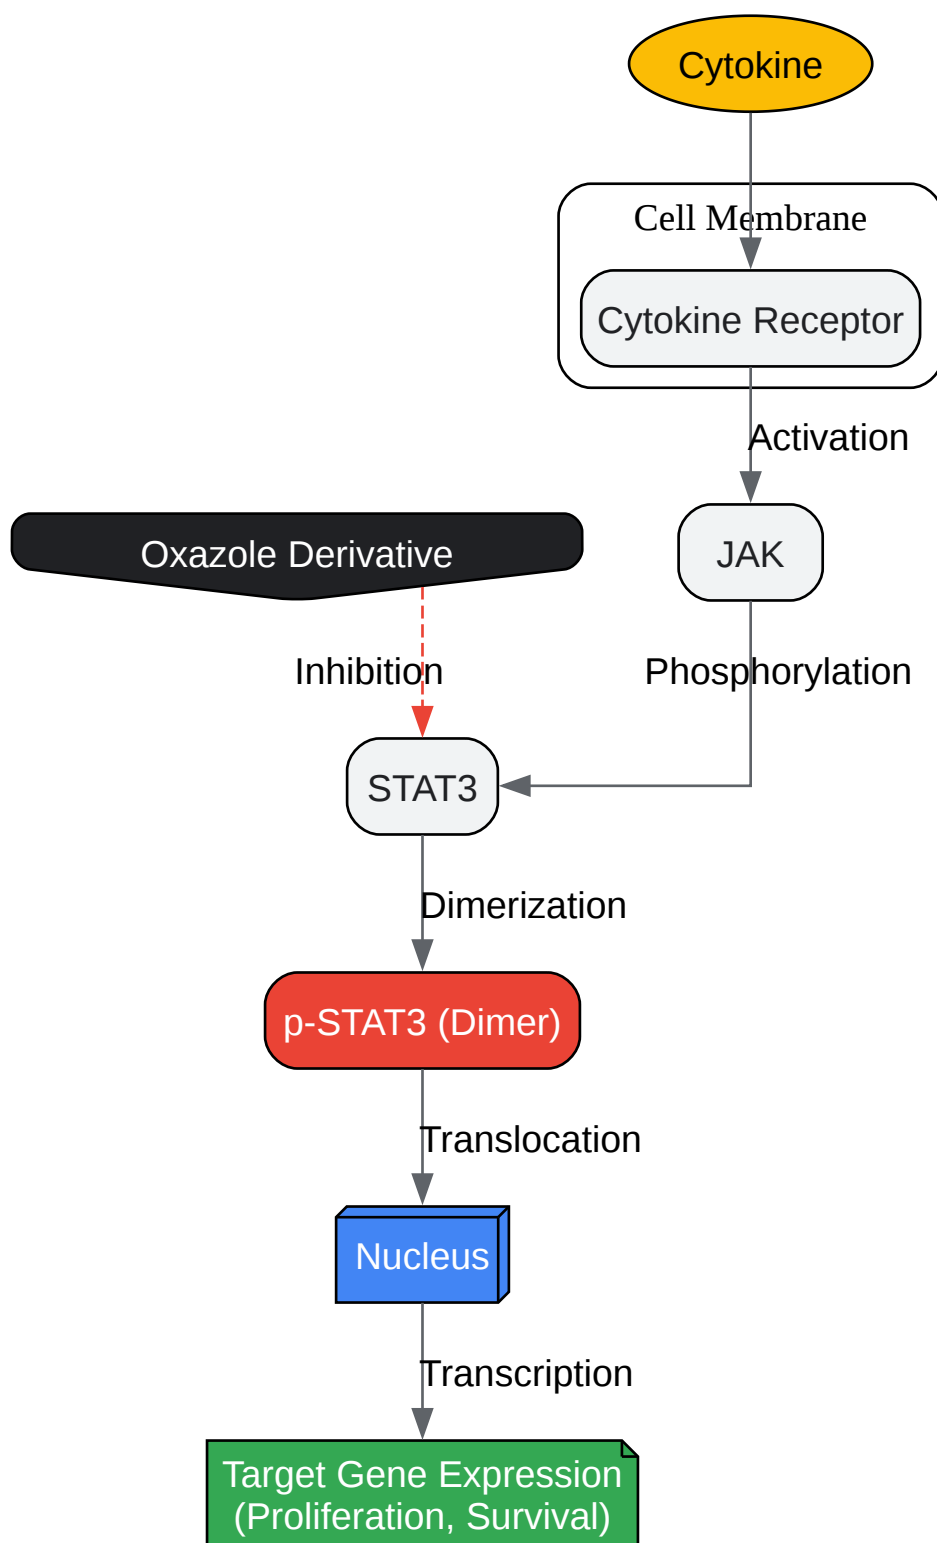 Cytokine
Cell Membrane
Cytokine Receptor
Activation
Oxazole Derivative
JAK
Inhibition
Phosphorylation
STAT3
Dimerization
p-STAT3 (Dimer)
Translocation
Nucleus
Transcription
Target Gene Expression
(Proliferation, Survival)